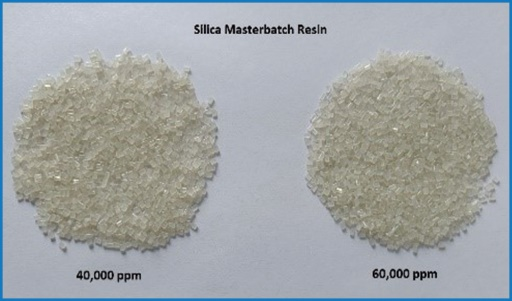 Silica Masterbatch Resin
40,000 ppm
60,000 ppm